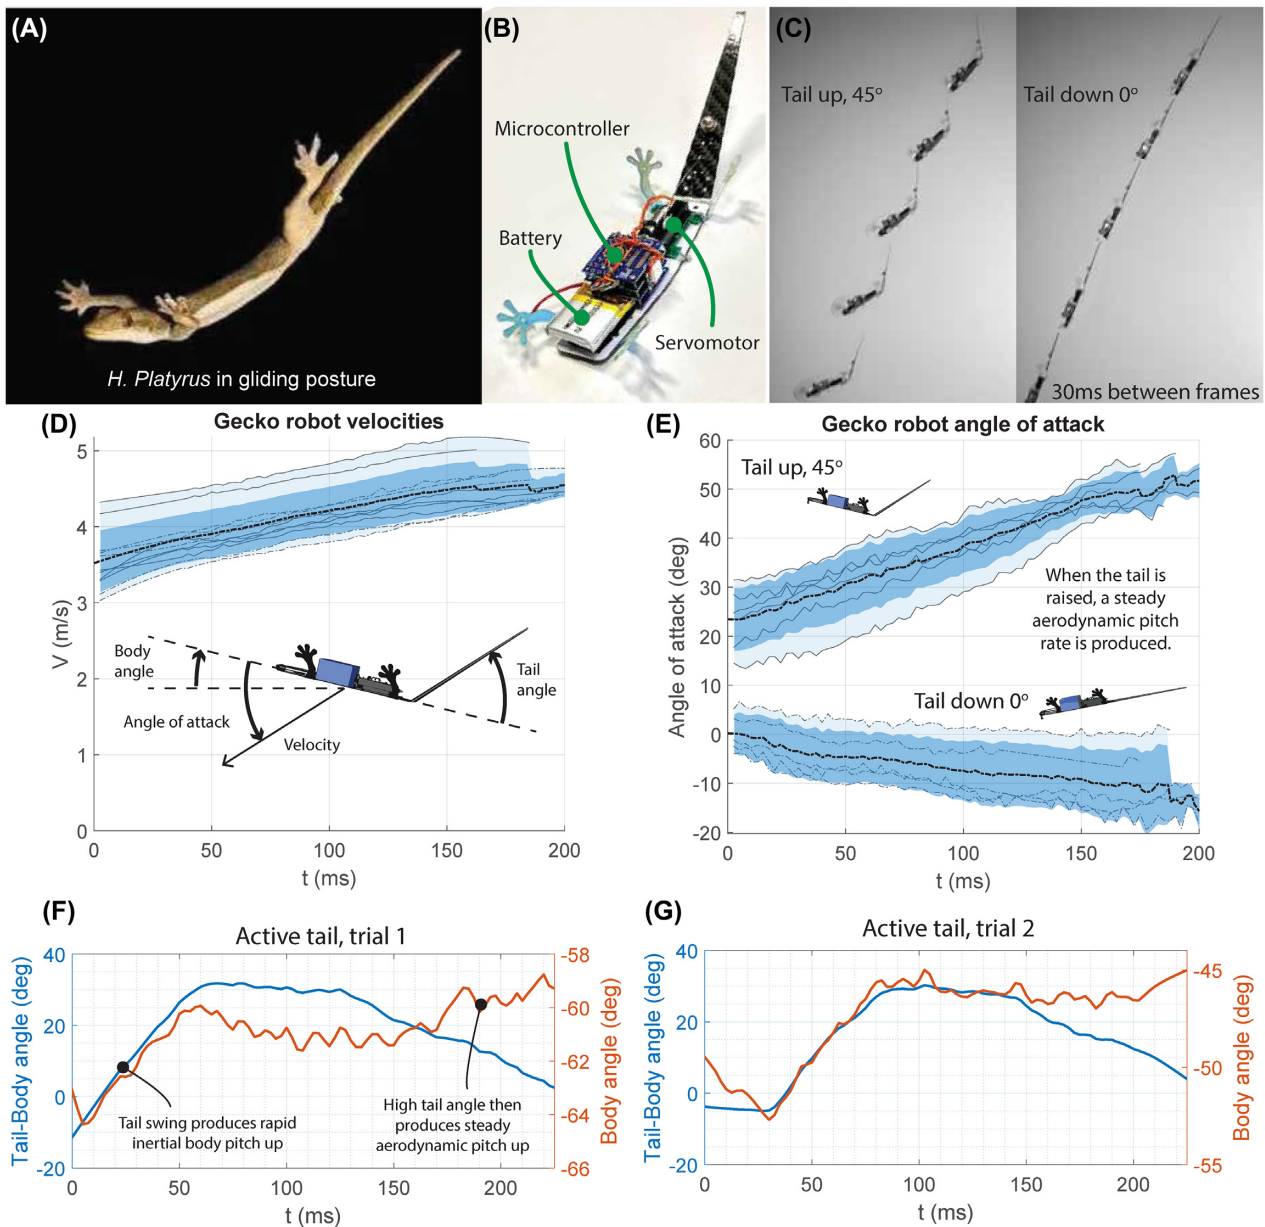 (A)
H. Platyrus in gliding posture
(B)
Microcontroller
Battery
Servomotor
(C)
Tail up, 45°
Tail down 0°
30ms between frames
(D)
Gecko robot velocities
V (m/s)
5
4
3
2
1
0
Body
angle
Angle of attack
Velocity
Tail
angle
0
50
100
150
200
t (ms)
(E)
Gecko robot angle of attack
Angle of attack (deg)
60
50
40
30
20
10
0
-10
-20
Tail up, 45°
When the tail is
raised, a steady
aerodynamic pitch
rate is produced.
Tail down 0°
0
50
100
150
200
t (ms)
(F)
Active tail, trial 1
Tail-Body angle (deg)
40
20
0
-20
Tail swing produces rapid
inertial body pitch up
High tail angle then
produces steady
aerodynamic pitch up
-58
-60
-62
-64
-66
Body angle (deg)
0
50
100
150
200
t (ms)
(G)
Active tail, trial 2
Tail-Body angle (deg)
40
20
0
-20
-45
-50
-55
Body angle (deg)
0
50
100
150
200
t (ms)